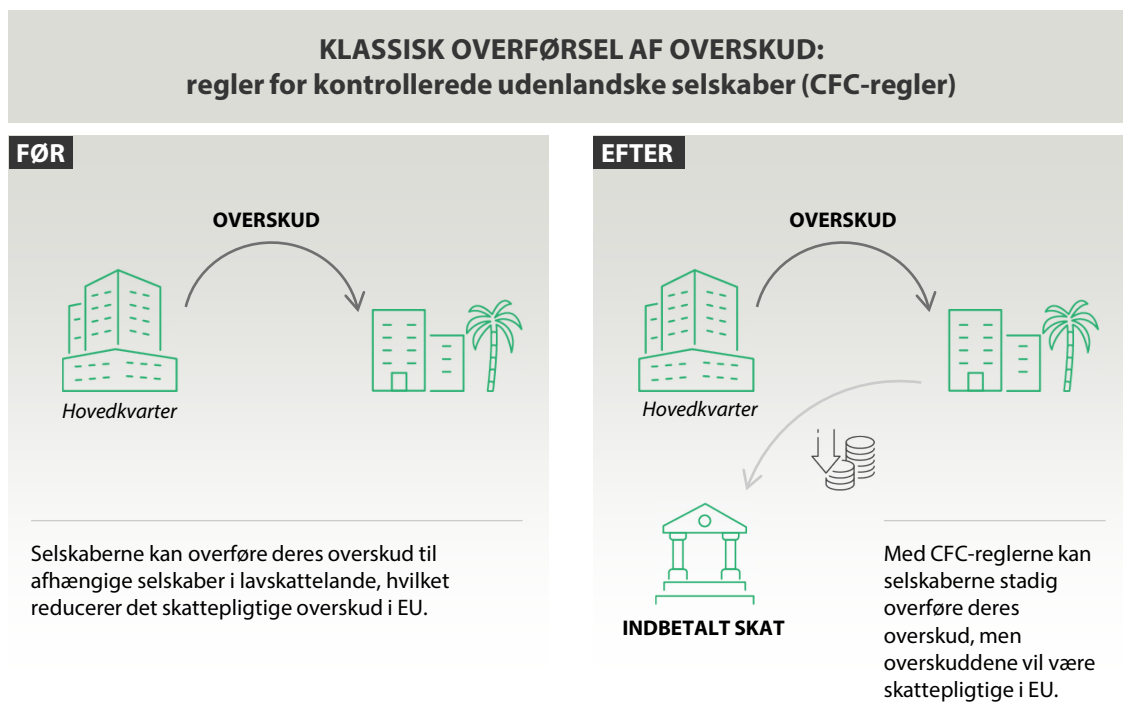 KLASSISK OVERFØRSEL AF OVERSKUD:
regler for kontrollerede udenlandske selskaber (CFC-regler)
FØR
OVERSKUD
Hovedkvarter
Selskaberne kan overføre deres overskud til
afhængige selskaber i lavskattelande, hvilket
reducerer det skattepligtige overskud i EU.
EFTER
OVERSKUD
Hovedkvarter
INDBETALT SKAT
Med CFC-reglerne kan
selskaberne stadig
overføre deres
overskud, men
overskuddene vil være
skattepligtige i EU.